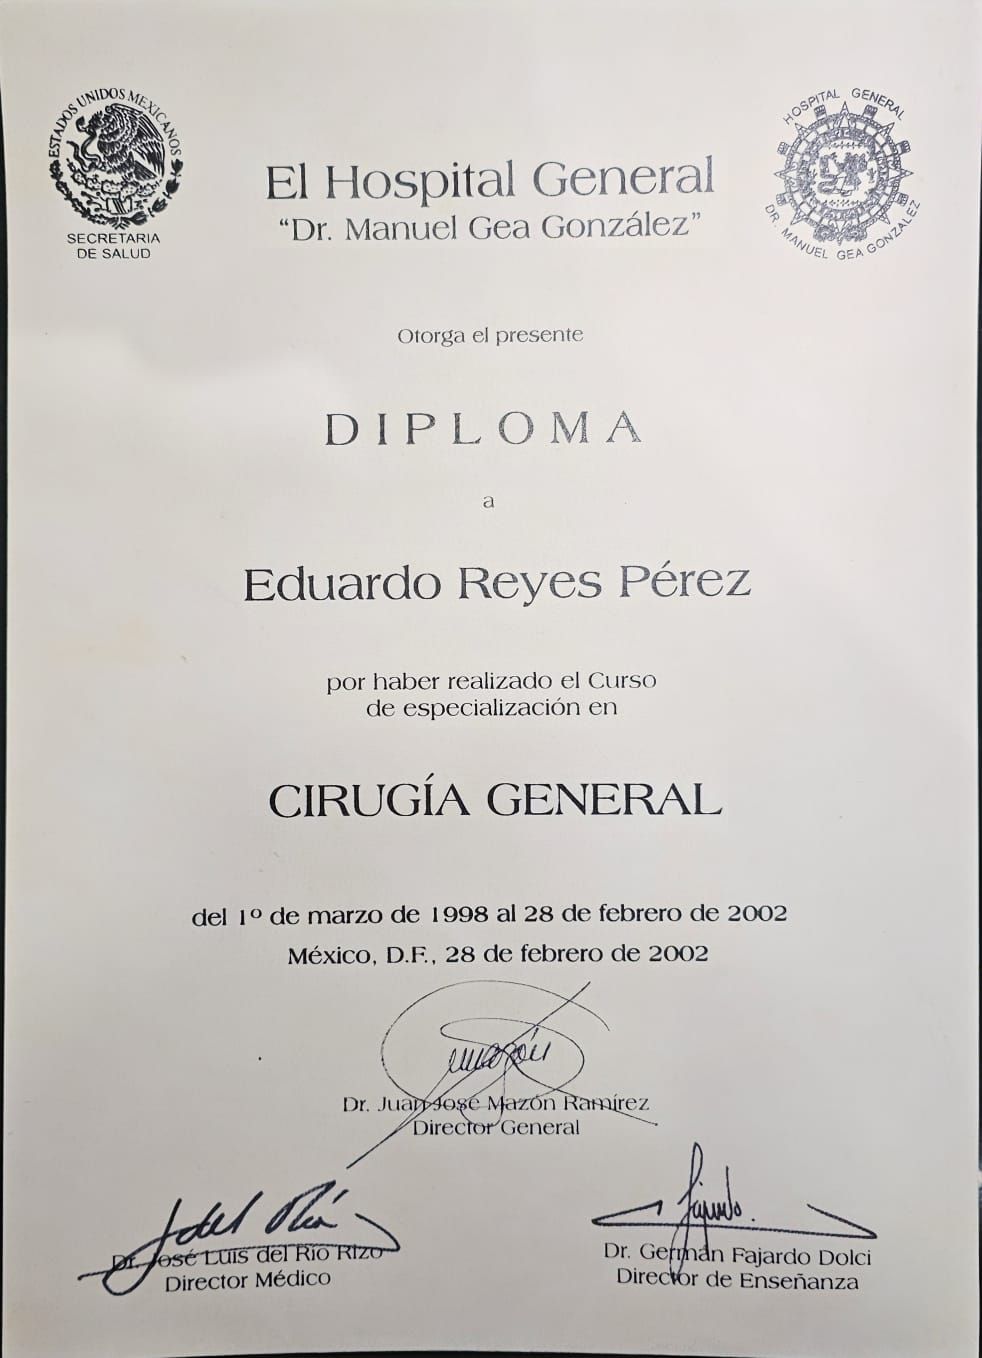 ESTADOS UNIDOS MEXICANOS
SECRETARIA
DE SALUD
El Hospital General
“Dr. Manuel Gea González”
HOSPITAL GENERAL
DR. MANUEL GEA GONZALEZ
Otorga el presente
DIPLOMA
a
Eduardo Reyes Pérez
por haber realizado el Curso
de especialización en
CIRUGÍA GENERAL
del 1º de marzo de 1998 al 28 de febrero de 2002
México, D.F., 28 de febrero de 2002
Dr. Juan José Mazón Ramírez
Director General
Dr. José Luis del Río Rizo
Director Médico
Dr. Germán Fajardo Dolci
Director de Enseñanza